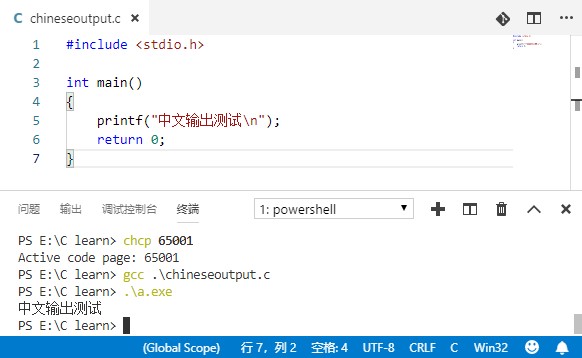 C chineseoutput.c ×
1 #include <stdio.h>
2
3 int main()
4 {
5     printf("中文输出测试\n");
6     return 0;
7 }
问题 输出 调试控制台 终端 1: powershell
PS E:\C learn> chcp 65001
Active code page: 65001
PS E:\C learn> gcc .\chineseoutput.c
PS E:\C learn> .\a.exe
中文输出测试
PS E:\C learn>
(Global Scope) 行 7，列 2 空格: 4 UTF-8 CRLF C Win32